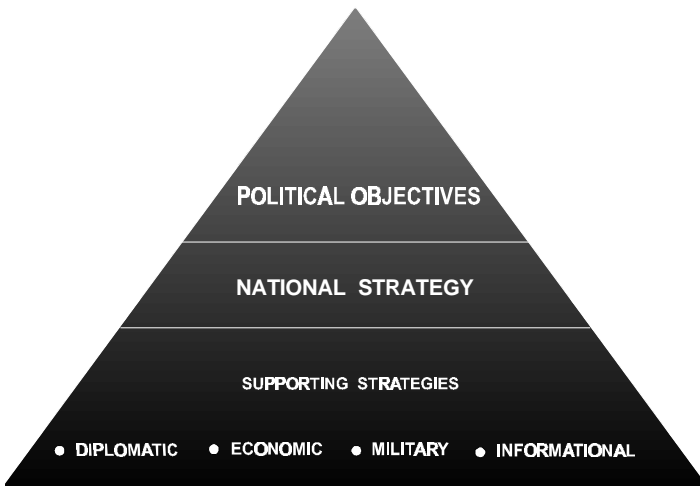 POLITICAL OBJECTIVES
NATIONAL STRATEGY
SUPPORTING STRATEGIES
● DIPLOMATIC ● ECONOMIC ● MILITARY ● INFORMATIONAL